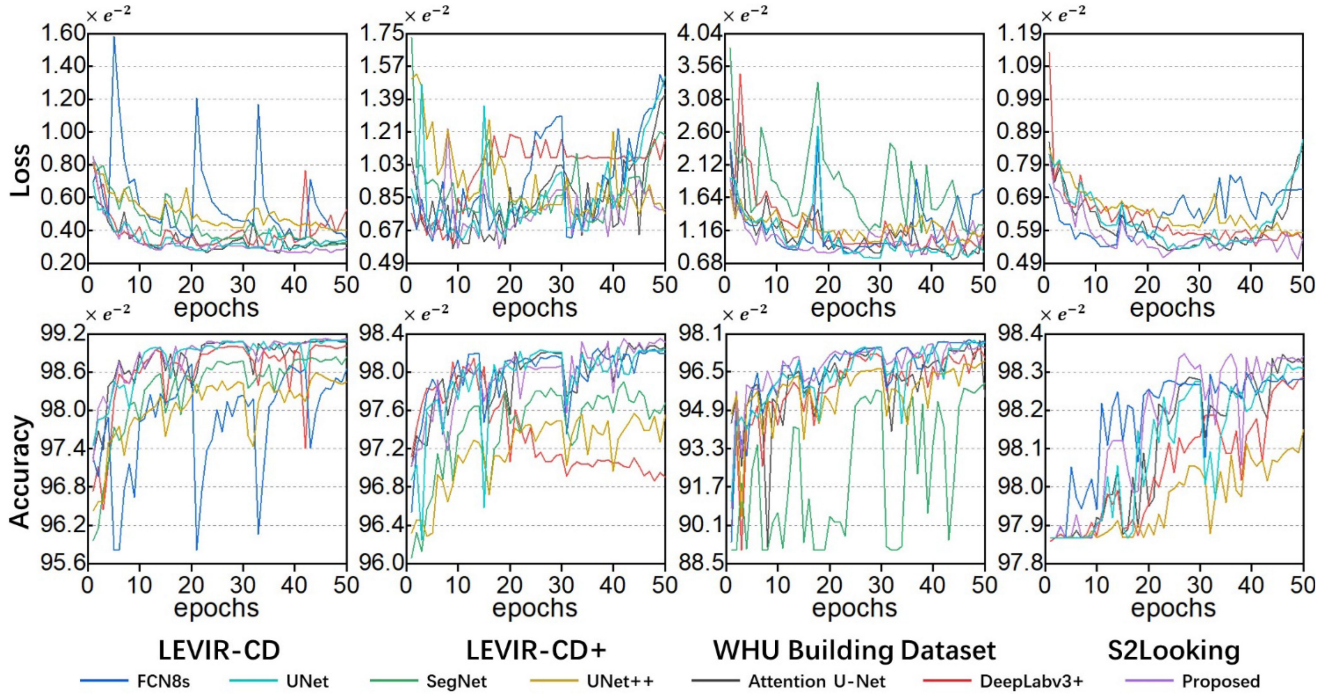 × e⁻² × e⁻² × e⁻² × e⁻²
Loss
1.60 1.40 1.20 1.00 0.80 0.60 0.40 0.20
1.75 1.57 1.39 1.21 1.03 0.85 0.67 0.49
4.04 3.56 3.08 2.60 2.12 1.64 1.16 0.68
1.19 1.09 0.99 0.89 0.79 0.69 0.59 0.49
0 10 20 30 40 50 0 10 20 30 40 50 0 10 20 30 40 50 0 10 20 30 40 50
epochs epochs epochs epochs
× e⁻² × e⁻² × e⁻² × e⁻²
Accuracy
99.2 98.6 98.0 97.4 96.8 96.2 95.6
98.4 98.0 97.6 97.2 96.8 96.4 96.0
98.1 96.5 94.9 93.3 91.7 90.1 88.5
98.4 98.3 98.2 98.1 98.0 97.9 97.8
0 10 20 30 40 50 0 10 20 30 40 50 0 10 20 30 40 50 0 10 20 30 40 50
epochs epochs epochs epochs
LEVIR-CD LEVIR-CD+ WHU Building Dataset S2Looking
FCN8s UNet SegNet UNet++ Attention U-Net DeepLabv3+ Proposed